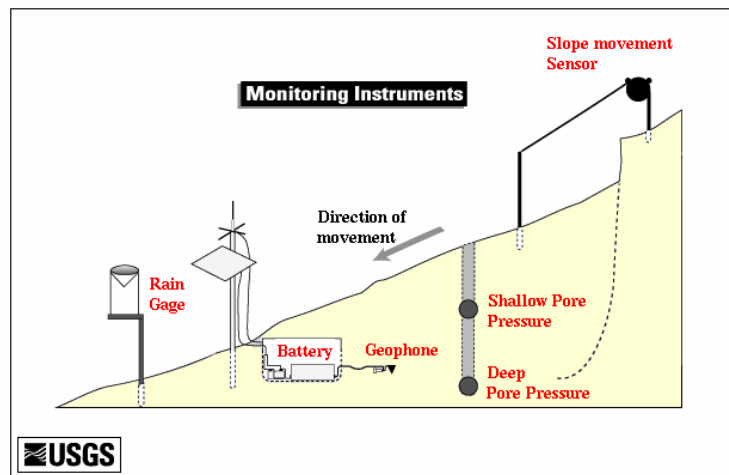 Slope movement
Sensor
Monitoring Instruments
Direction of
movement
Rain
Gage
Shallow Pore
Pressure
Battery
Geophone
Deep
Pore Pressure
USGS